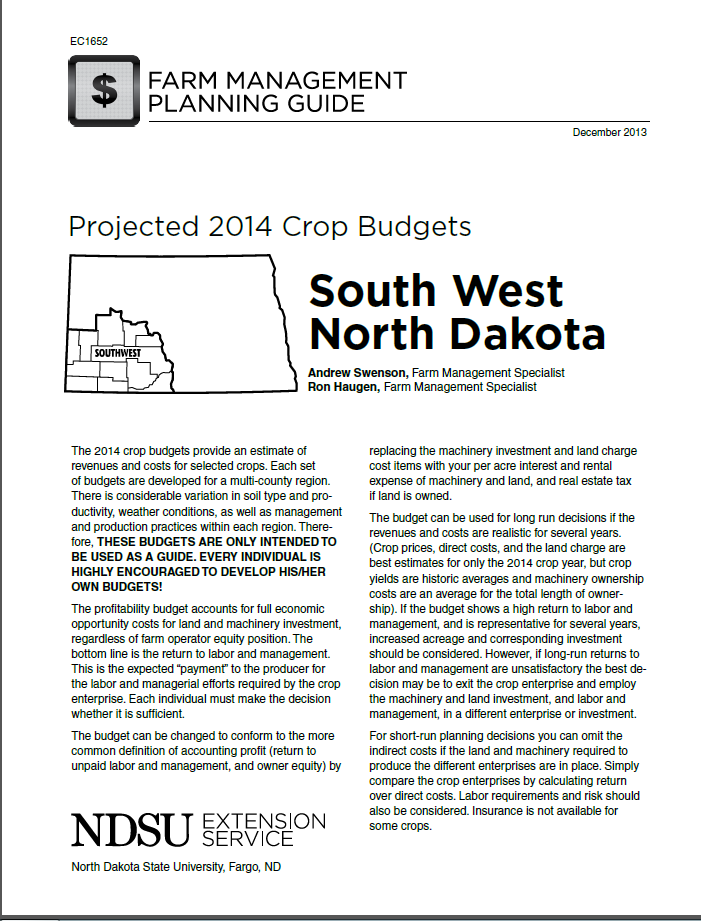 EC1652
$
FARM MANAGEMENT
PLANNING GUIDE
December 2013
Projected 2014 Crop Budgets
SOUTHWEST
South West
North Dakota
Andrew Swenson, Farm Management Specialist
Ron Haugen, Farm Management Specialist
The 2014 crop budgets provide an estimate of
revenues and costs for selected crops. Each set
of budgets are developed for a multi-county region.
There is considerable variation in soil type and pro-
ductivity, weather conditions, as well as management
and production practices within each region. There-
fore, THESE BUDGETS ARE ONLY INTENDED TO
BE USED AS A GUIDE. EVERY INDIVIDUAL IS
HIGHLY ENCOURAGED TO DEVELOP HIS/HER
OWN BUDGETS!
The profitability budget accounts for full economic
opportunity costs for land and machinery investment,
regardless of farm operator equity position. The
bottom line is the return to labor and management.
This is the expected “payment” to the producer for
the labor and managerial efforts required by the crop
enterprise. Each individual must make the decision
whether it is sufficient.
The budget can be changed to conform to the more
common definition of accounting profit (return to
unpaid labor and management, and owner equity) by
replacing the machinery investment and land charge
cost items with your per acre interest and rental
expense of machinery and land, and real estate tax
if land is owned.
The budget can be used for long run decisions if the
revenues and costs are realistic for several years.
(Crop prices, direct costs, and the land charge are
best estimates for only the 2014 crop year, but crop
yields are historic averages and machinery ownership
costs are an average for the total length of owner-
ship). If the budget shows a high return to labor and
management, and is representative for several years,
increased acreage and corresponding investment
should be considered. However, if long-run returns to
labor and management are unsatisfactory the best de-
cision may be to exit the crop enterprise and employ
the machinery and land investment, and labor and
management, in a different enterprise or investment.
For short-run planning decisions you can omit the
indirect costs if the land and machinery required to
produce the different enterprises are in place. Simply
compare the crop enterprises by calculating return
over direct costs. Labor requirements and risk should
also be considered. Insurance is not available for
some crops.
NDSU EXTENSION
SERVICE
North Dakota State University, Fargo, ND